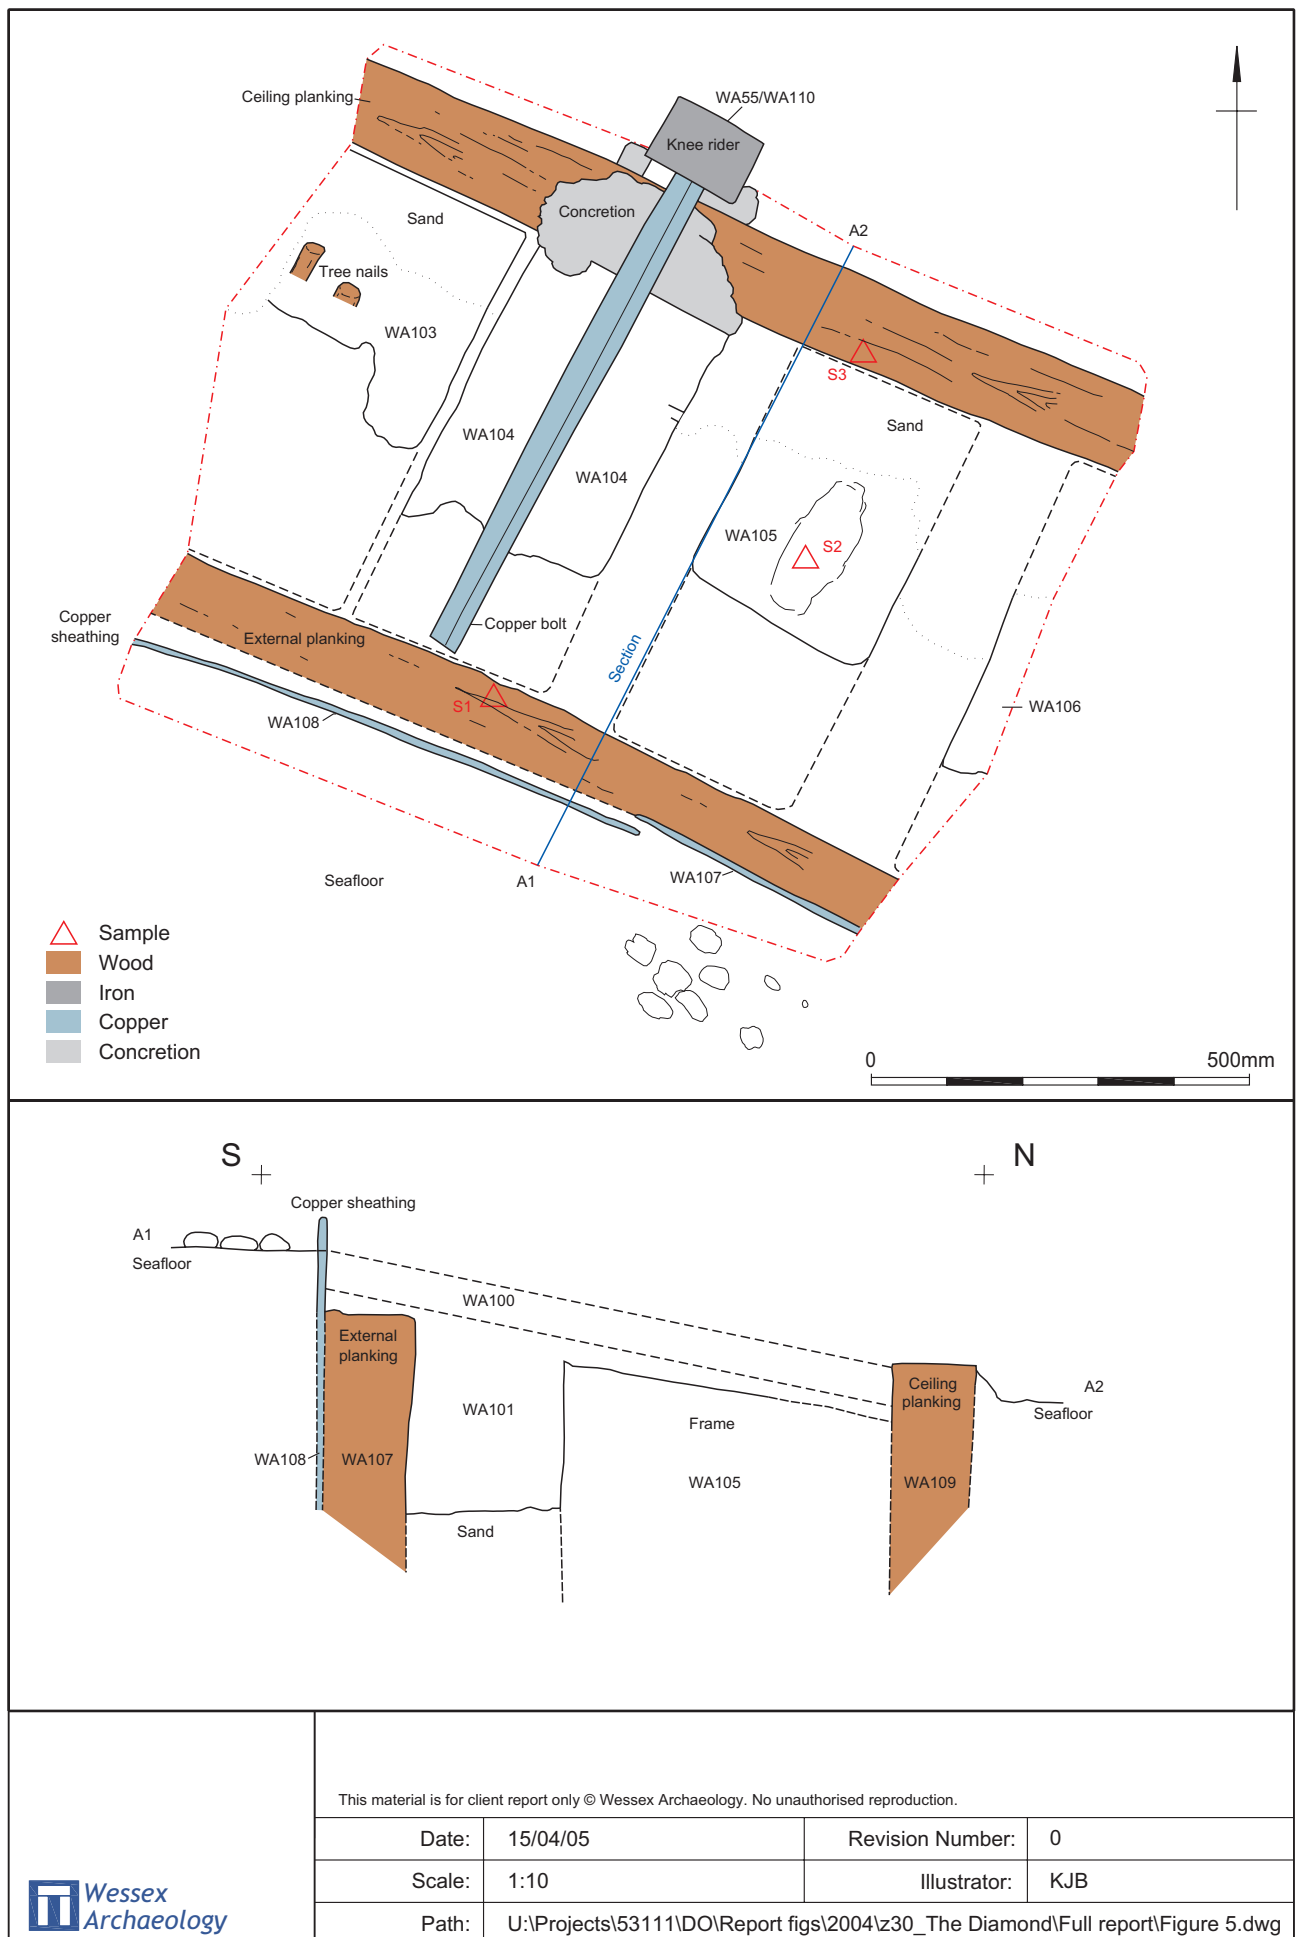 WA55/WA110
Ceiling planking
Knee rider
Concretion
Sand
A2
Tree nails
WA103
S3
Sand
WA104
WA104
WA105
S2
Copper
sheathing
Copper bolt
External planking
Section
S1
WA106
WA108
WA107
Seafloor
A1
Sample
Wood
Iron
Copper
Concretion
0
500mm
S
N
Copper sheathing
A1
Seafloor
WA100
External
planking
Ceiling
planking
A2
Seafloor
WA101
Frame
WA108
WA107
WA105
WA109
Sand
This material is for client report only © Wessex Archaeology. No unauthorised reproduction.
Date: 15/04/05 Revision Number: 0
Scale: 1:10 Illustrator: KJB
Path: U:\Projects\53111\DO\Report figs\2004\z30_The Diamond\Full report\Figure 5.dwg
Wessex
Archaeology